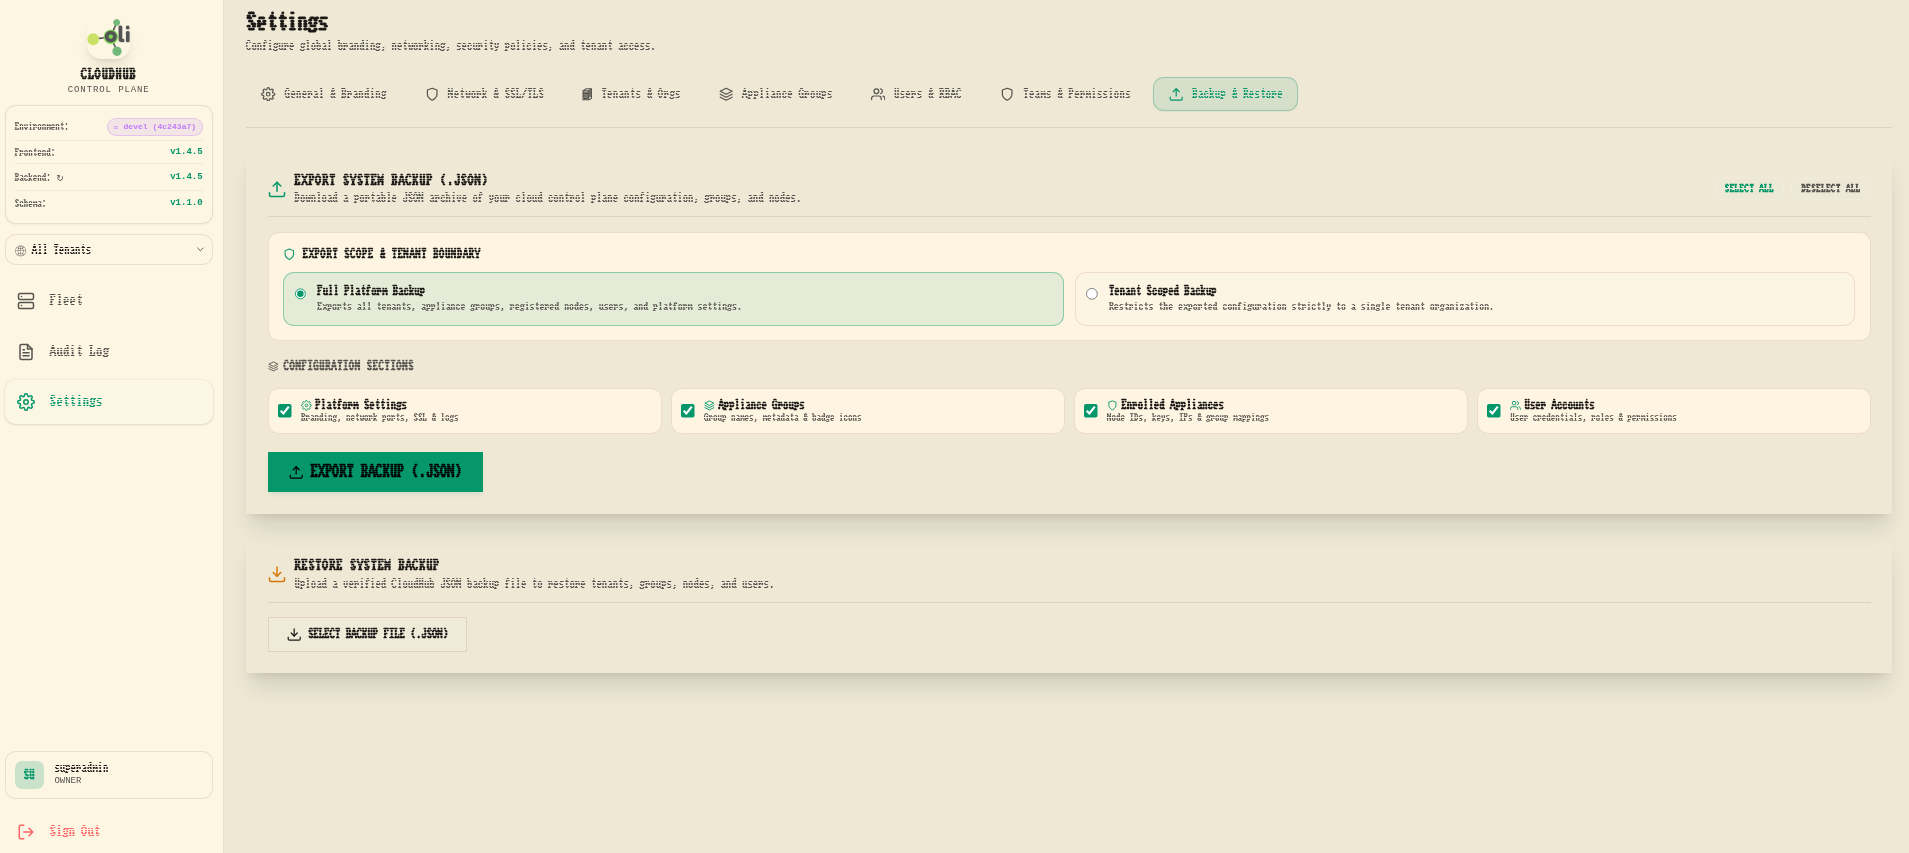 oli
CLOUDHUB
CONTROL PLANE
Environment:
devel (4c243a7)
Frontend:
v1.4.5
Backend: ↻
v1.4.5
Schema:
v1.1.0
All Tenants
Fleet
Audit Log
Settings
SU
superadmin
OWNER
Sign Out
Settings
Configure global branding, networking, security policies, and tenant access.
General & Branding
Network & SSL/TLS
Tenants & Orgs
Appliance Groups
Users & RBAC
Teams & Permissions
Backup & Restore
EXPORT SYSTEM BACKUP (.JSON)
Download a portable JSON archive of your cloud control plane configuration, groups, and nodes.
SELECT ALL
DESELECT ALL
EXPORT SCOPE & TENANT BOUNDARY
Full Platform Backup
Exports all tenants, appliance groups, registered nodes, users, and platform settings.
Tenant Scoped Backup
Restricts the exported configuration strictly to a single tenant organization.
CONFIGURATION SECTIONS
Platform Settings
Branding, network ports, SSL & logs
Appliance Groups
Group names, metadata & badge icons
Enrolled Appliances
Node IDs, keys, IPs & group mappings
User Accounts
User credentials, roles & permissions
EXPORT BACKUP (.JSON)
RESTORE SYSTEM BACKUP
Upload a verified CloudHub JSON backup file to restore tenants, groups, nodes, and users.
SELECT BACKUP FILE (.JSON)